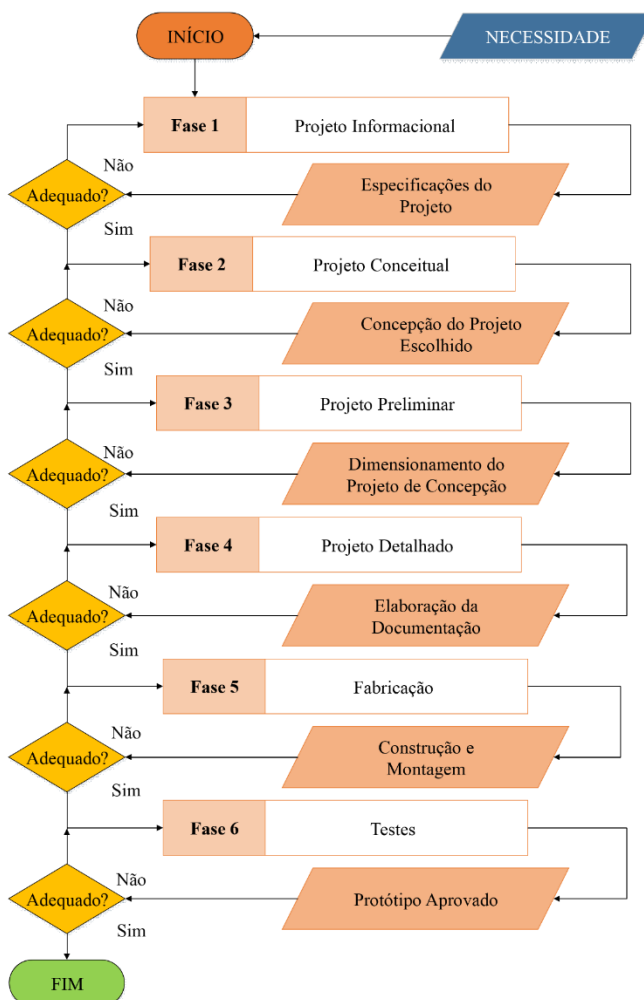 INÍCIO
NECESSIDADE
Fase 1
Projeto Informacional
Não
Adequado?
Especificações do
Projeto
Sim
Fase 2
Projeto Conceitual
Não
Adequado?
Concepção do Projeto
Escolhido
Sim
Fase 3
Projeto Preliminar
Não
Adequado?
Dimensionamento do
Projeto de Concepção
Sim
Fase 4
Projeto Detalhado
Não
Adequado?
Elaboração da
Documentação
Sim
Fase 5
Fabricação
Não
Adequado?
Construção e
Montagem
Sim
Fase 6
Testes
Não
Adequado?
Protótipo Aprovado
Sim
FIM